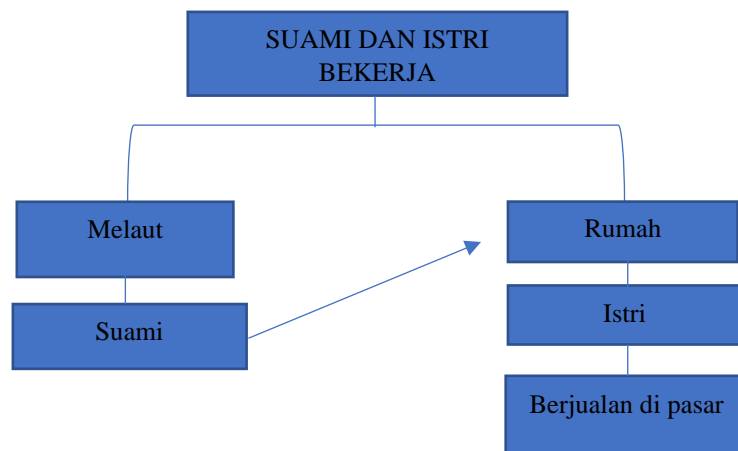 SUAMI DAN ISTRI
BEKERJA
Melaut
Rumah
Suami
Istri
Berjualan di pasar